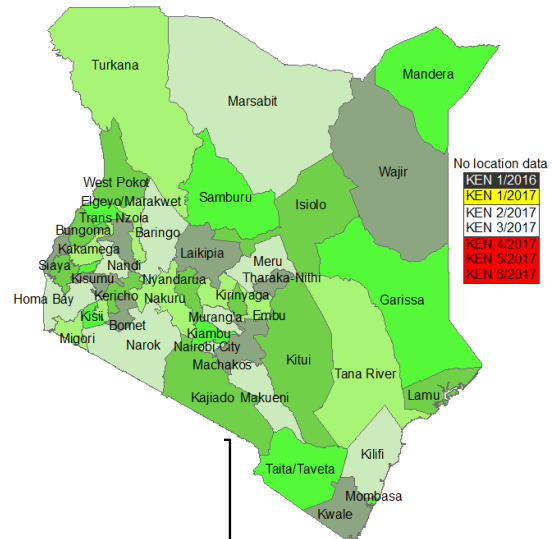 Turkana
Mandera
Marsabit
Wajir
No location data
KEN 1/2016
KEN 1/2017
KEN 2/2017
KEN 3/2017
KEN 4/2017
KEN 5/2017
KEN 6/2017
West Pokot
Samburu
Isiolo
Elgeyo/Marakwet
Trans Nzoia
Bungoma
Baringo
Kakamega
Laikipia
Meru
Siaya
Nandi
Kisumu
Nyandarua
Tharaka-Nithi
Homa Bay
Kericho
Nakuru
Kirinyaga
Garissa
Kisii
Murang'a
Embu
Bomet
Kiambu
Migori
Narok
Nairobi City
Kitui
Machakos
Tana River
Kajiado
Makueni
Lamu
Kilifi
Taita/Taveta
Mombasa
Kwale